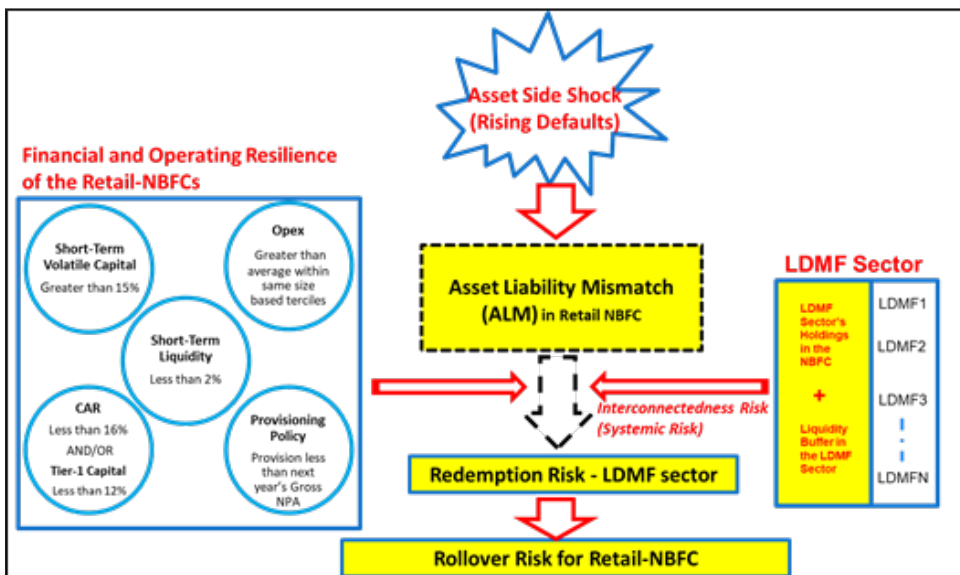 Asset Side Shock
(Rising Defaults)
Financial and Operating Resilience
of the Retail-NBFCs
Short-Term
Volatile Capital
Greater than 15%
Opex
Greater than
average within
same size
based terciles
Short-Term
Liquidity
Less than 2%
CAR
Less than 16%
AND/OR
Tier-1 Capital
Less than 12%
Provisioning
Policy
Provision less
than next
year's Gross
NPA
Asset Liability Mismatch
(ALM) in Retail NBFC
Interconnectedness Risk
(Systemic Risk)
LDMF Sector
LDMF
Sector's
Holdings
in the
NBFC
+
Liquidity
Buffer in
the LDMF
Sector
LDMF1
LDMF2
LDMF3
LDMFN
Redemption Risk - LDMF sector
Rollover Risk for Retail-NBFC